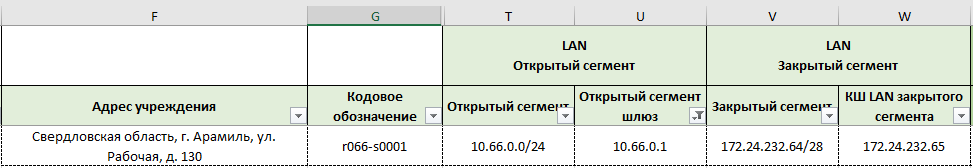 F G T U V W
LAN
Открытый сегмент
LAN
Закрытый сегмент
Адрес учреждения
Кодовое
обозначение
Открытый сегмент
Открытый сегмент
шлюз
Закрытый сегмент
КШ LAN закрытого
сегмента
Свердловская область, г. Арамиль, ул.
Рабочая, д. 130
r066-s0001
10.66.0.0/24
10.66.0.1
172.24.232.64/28
172.24.232.65